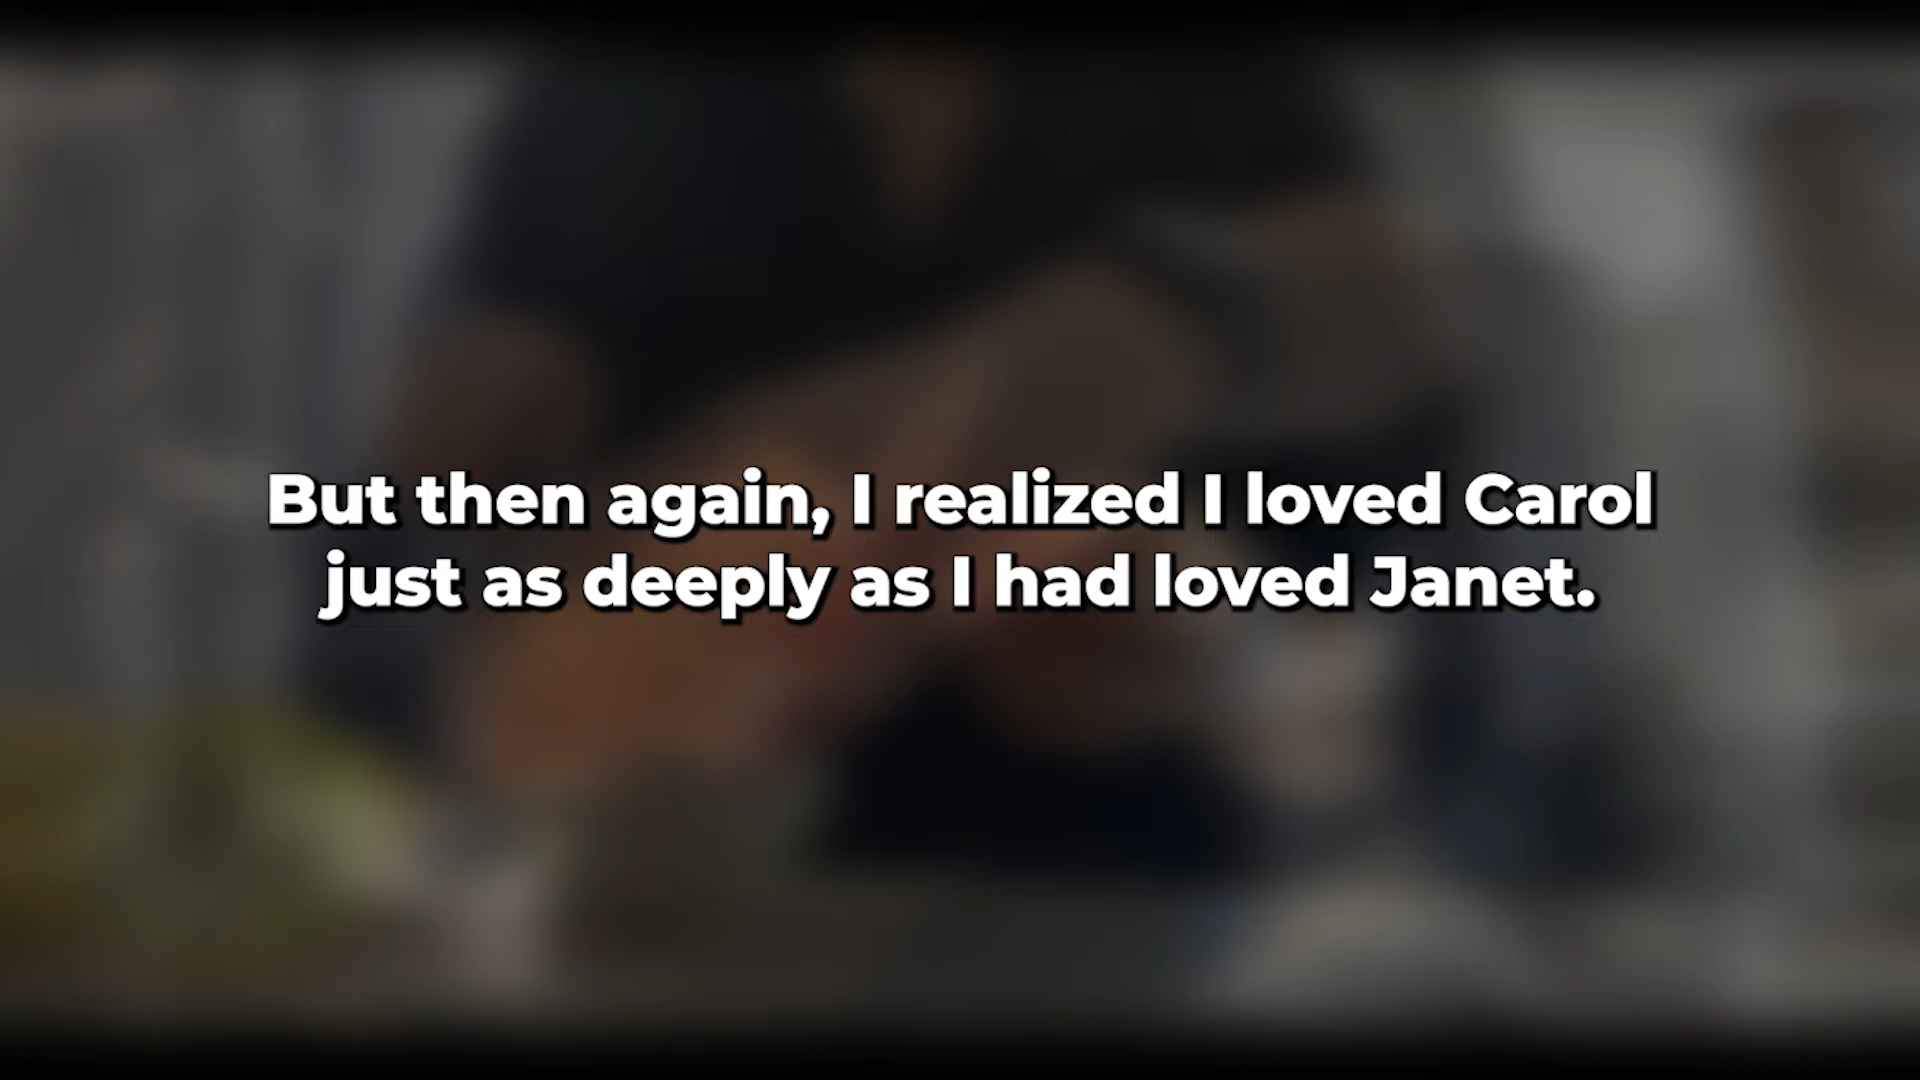 But then again, I realized I loved Carol
just as deeply as I had loved Janet.